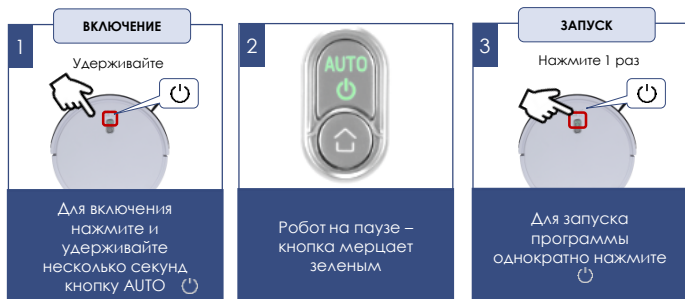 1
ВКЛЮЧЕНИЕ
Удерживайте
Для включения
нажмите и
удерживайте
несколько секунд
кнопку AUTO
2
AUTO
Робот на паузе –
кнопка мерцает
зеленым
3
ЗАПУСК
Нажмите 1 раз
Для запуска
программы
однократно нажмите